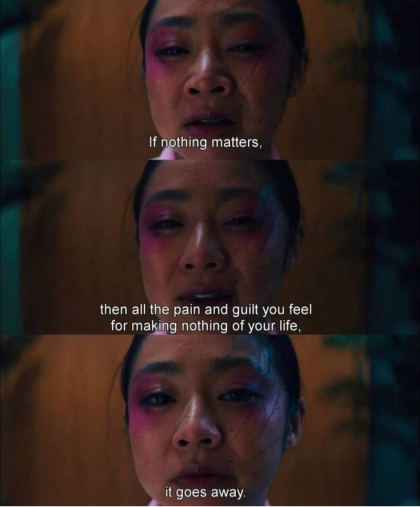 If nothing matters,
then all the pain and guilt you feel
for making nothing of your life,
it goes away.